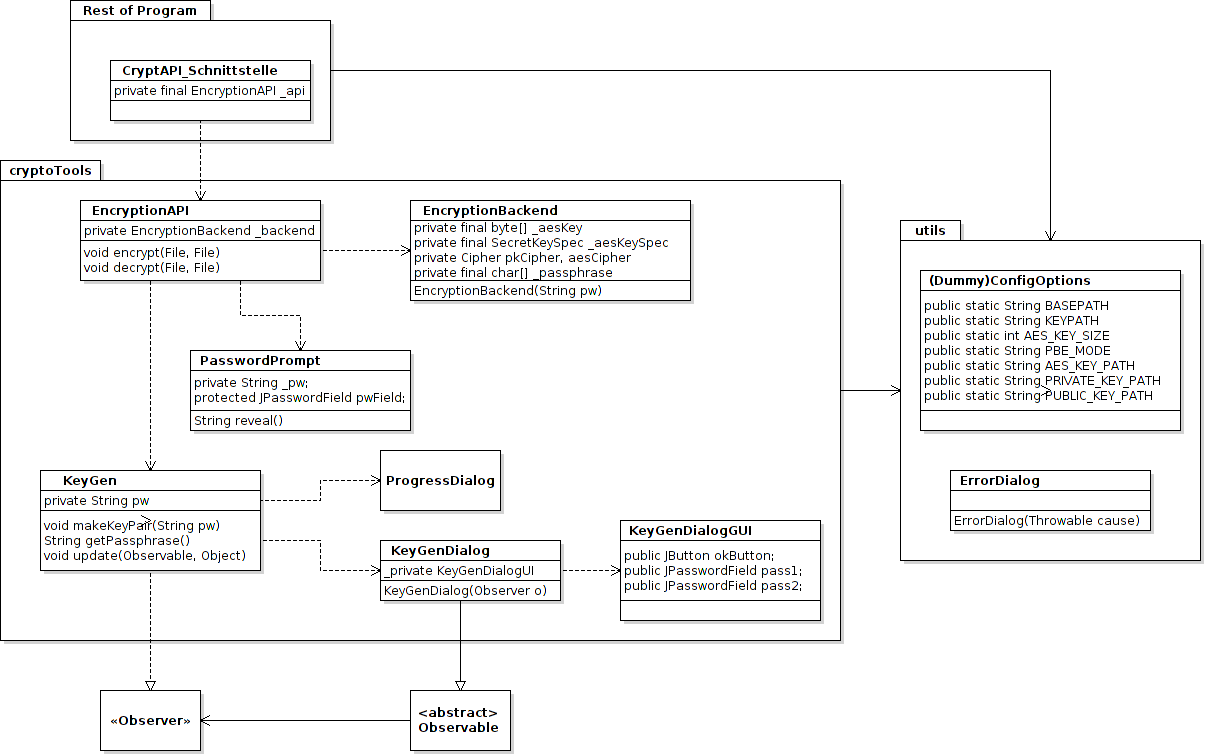 Rest of Program
CryptAPI_Schnittstelle
private final EncryptionAPI _api
cryptoTools
EncryptionAPI
private EncryptionBackend _backend
void encrypt(File, File)
void decrypt(File, File)
EncryptionBackend
private final byte[] _aesKey
private final SecretKeySpec _aesKeySpec
private Cipher pkCipher, aesCipher
private final char[] _passphrase
EncryptionBackend(String pw)
PasswordPrompt
private String _pw;
protected JPasswordField pwField;
String reveal()
KeyGen
private String pw
void makeKeyPair(String pw)
String getPassphrase()
void update(Observable, Object)
ProgressDialog
KeyGenDialog
_private KeyGenDialogUI
KeyGenDialog(Observer o)
KeyGenDialogGUI
public JButton okButton;
public JPasswordField pass1;
public JPasswordField pass2;
utils
(Dummy)ConfigOptions
public static String BASEPATH
public static String KEYPATH
public static int AES_KEY_SIZE
public static String PBE_MODE
public static String AES_KEY_PATH
public static String PRIVATE_KEY_PATH
public static String PUBLIC_KEY_PATH
ErrorDialog
ErrorDialog(Throwable cause)
«Observer»
<abstract>
Observable